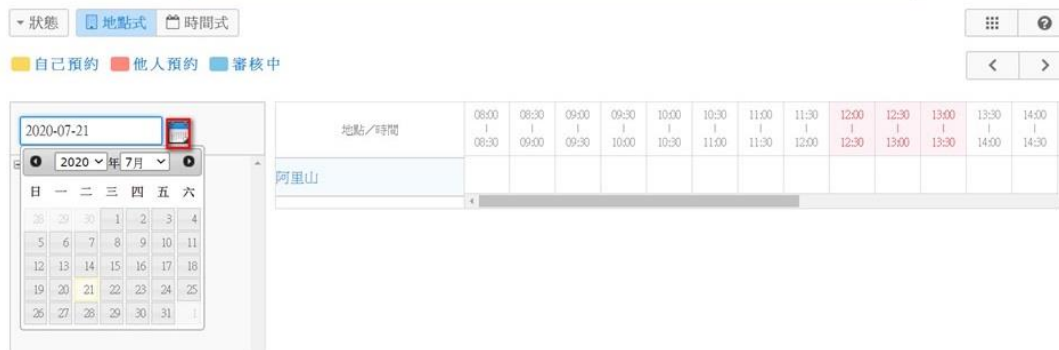 狀態 地點式 時間式
自己預約 他人預約 審核中
2020-07-21
2020 年 7月
日 一 二 三 四 五 六
28 29 30 1 2 3 4
5 6 7 8 9 10 11
12 13 14 15 16 17 18
19 20 21 22 23 24 25
26 27 28 29 30 31 1
地點／時間
08:00 08:30 09:00 09:30 10:00 10:30 11:00 11:30 12:00 12:30 13:00 13:30 14:00
| | | | | | | | | | | | |
08:30 09:00 09:30 10:00 10:30 11:00 11:30 12:00 12:30 13:00 13:30 14:00 14:30
阿里山